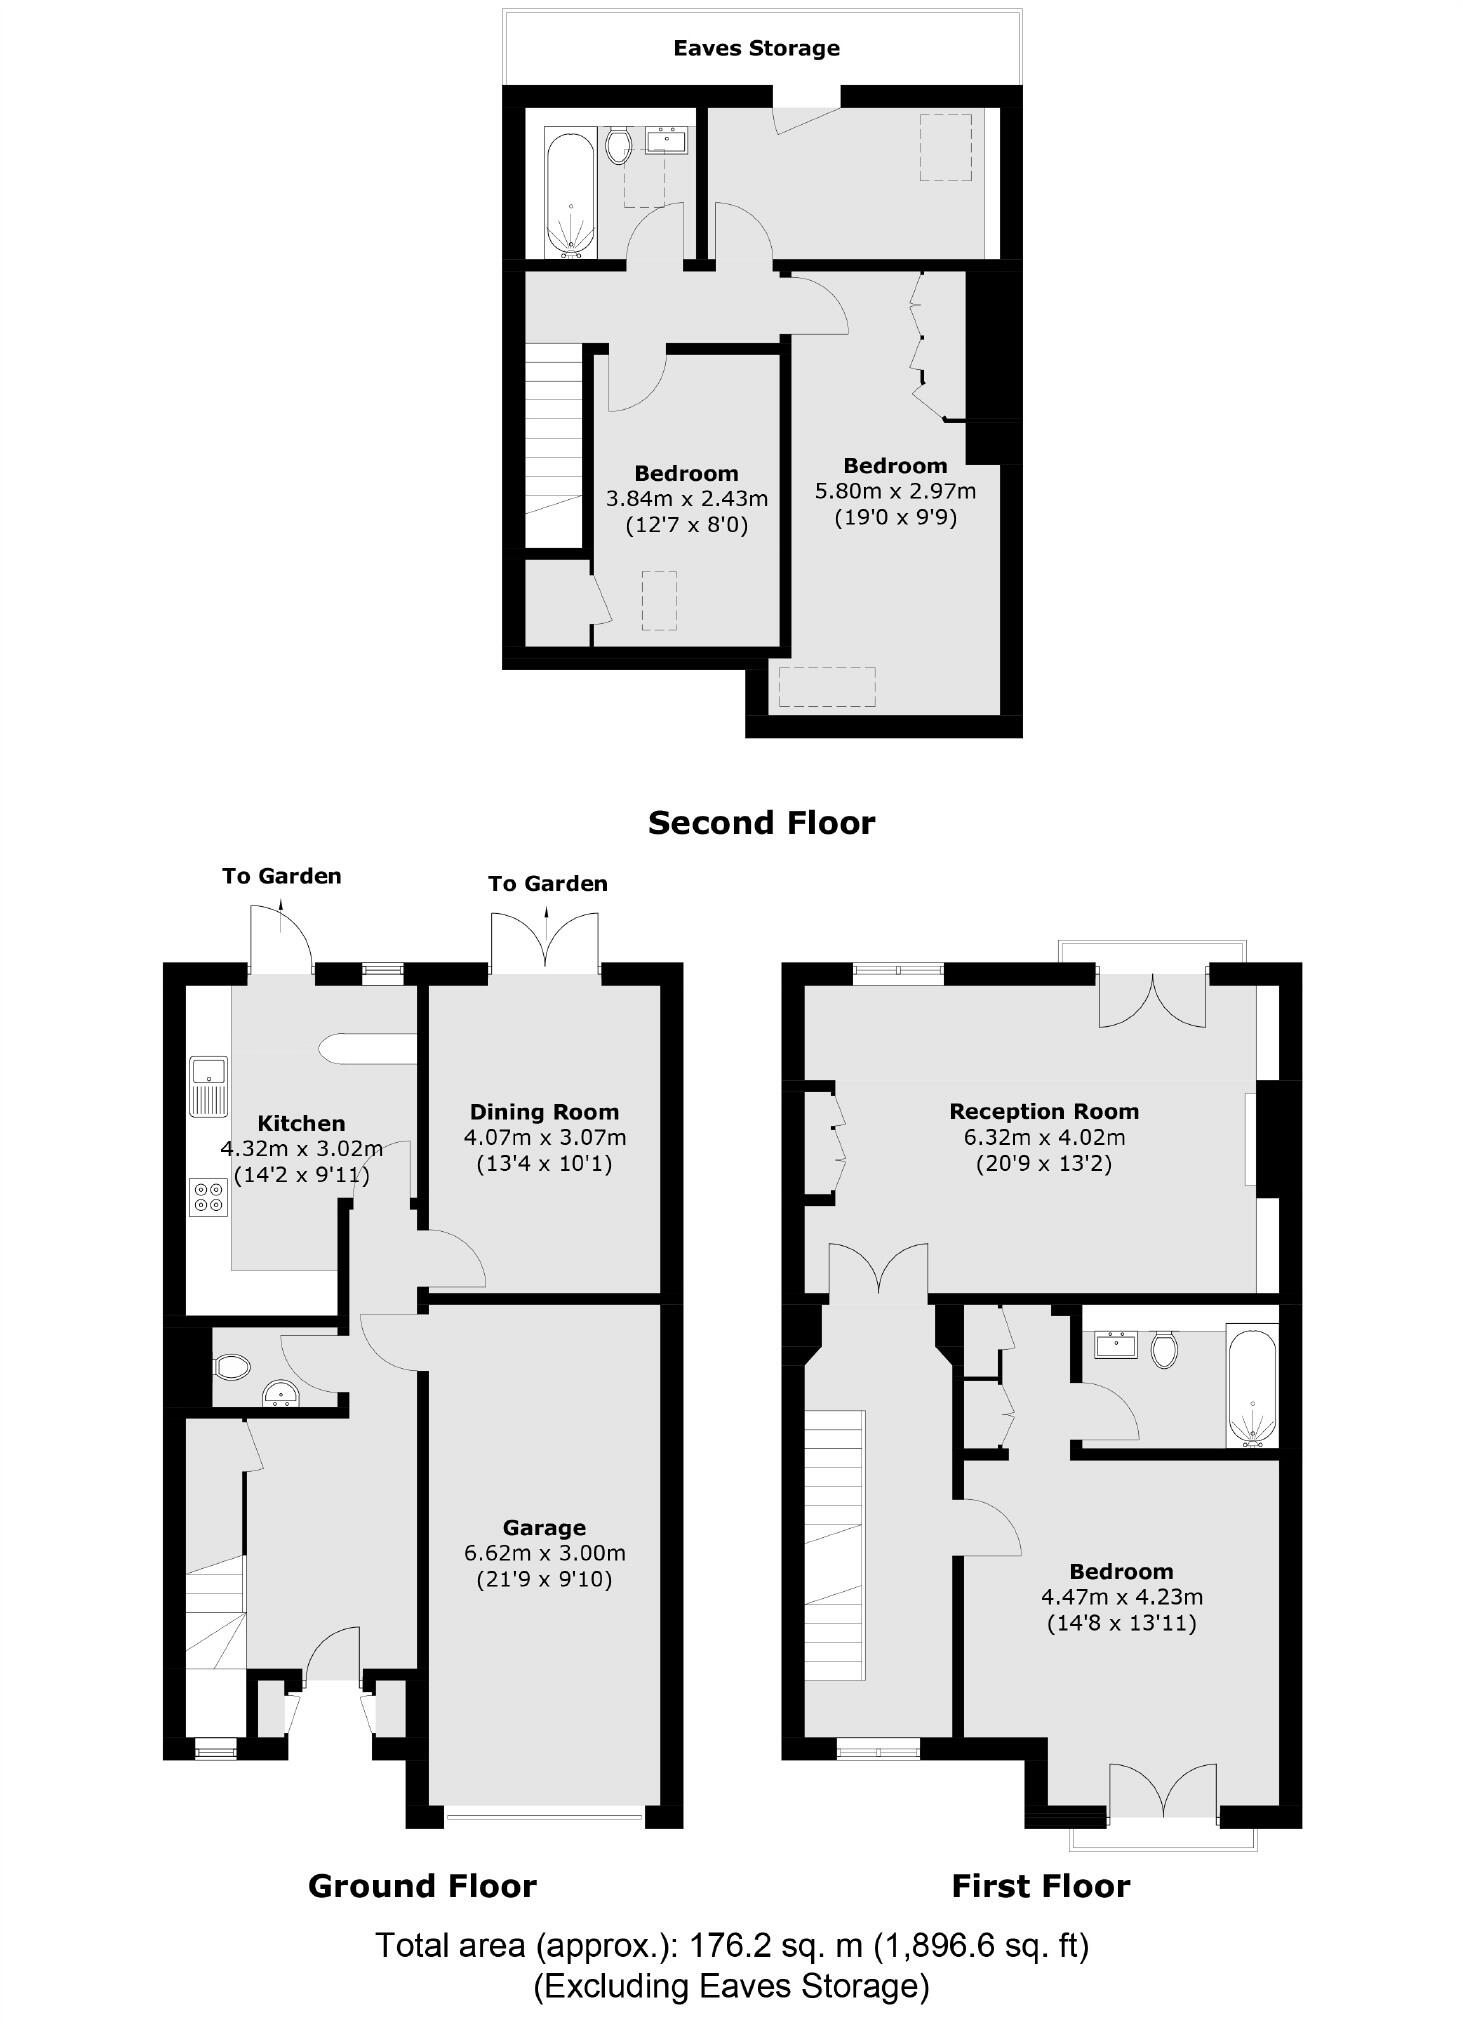 Eaves Storage
Bedroom
3.84m x 2.43m
(12'7 x 8'0)
Bedroom
5.80m x 2.97m
(19'0 x 9'9)
Second Floor
To Garden
To Garden
Kitchen
4.32m x 3.02m
(14'2 x 9'11)
Dining Room
4.07m x 3.07m
(13'4 x 10'1)
Garage
6.62m x 3.00m
(21'9 x 9'10)
Ground Floor
Reception Room
6.32m x 4.02m
(20'9 x 13'2)
Bedroom
4.47m x 4.23m
(14'8 x 13'11)
First Floor
Total area (approx.): 176.2 sq. m (1,896.6 sq. ft)
(Excluding Eaves Storage)